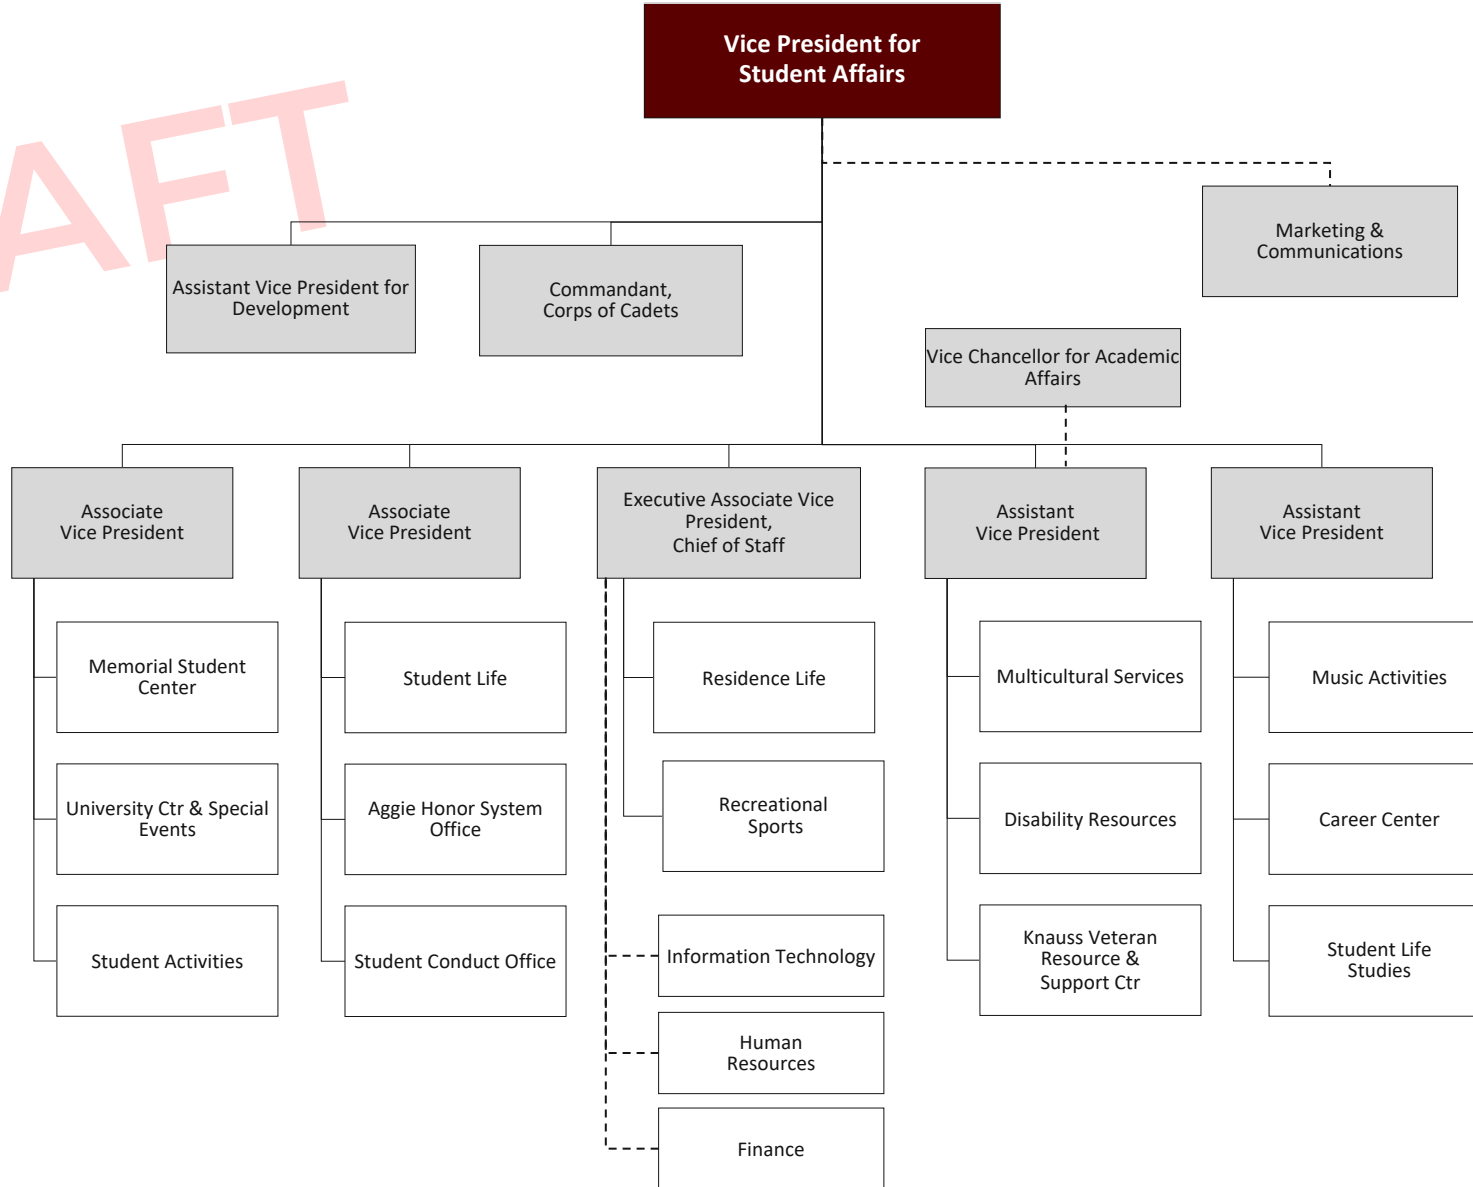 Vice President for
Student Affairs
AFT
Marketing &
Communications
Assistant Vice President for
Development
Commandant,
Corps of Cadets
Vice Chancellor for Academic
Affairs
Associate
Vice President
Associate
Vice President
Executive Associate Vice
President,
Chief of Staff
Assistant
Vice President
Assistant
Vice President
Memorial Student
Center
Student Life
Residence Life
Multicultural Services
Music Activities
University Ctr & Special
Events
Aggie Honor System
Office
Recreational
Sports
Disability Resources
Career Center
Student Activities
Student Conduct Office
Information Technology
Knauss Veteran
Resource &
Support Ctr
Student Life
Studies
Human
Resources
Finance